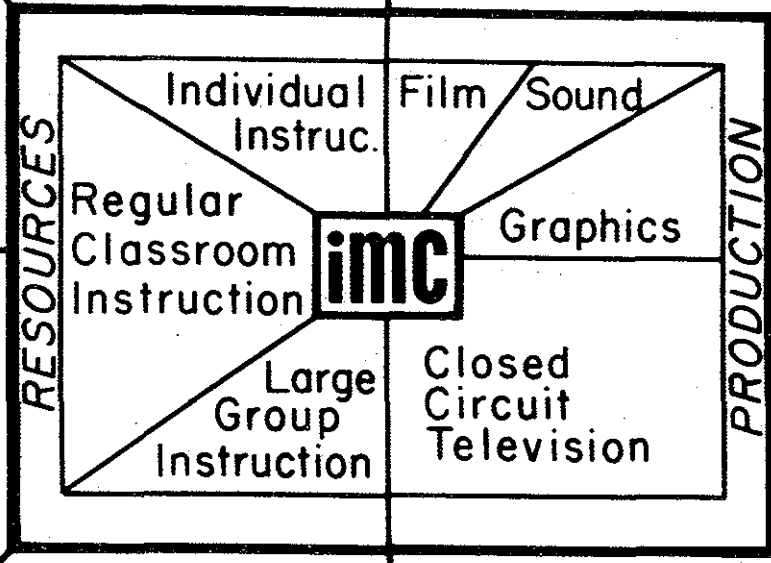 RESOURCES
Individual
Instruc.
Film
Sound
Regular
Classroom
Instruction
imc
Graphics
Large
Group
Instruction
Closed
Circuit
Television
PRODUCTION